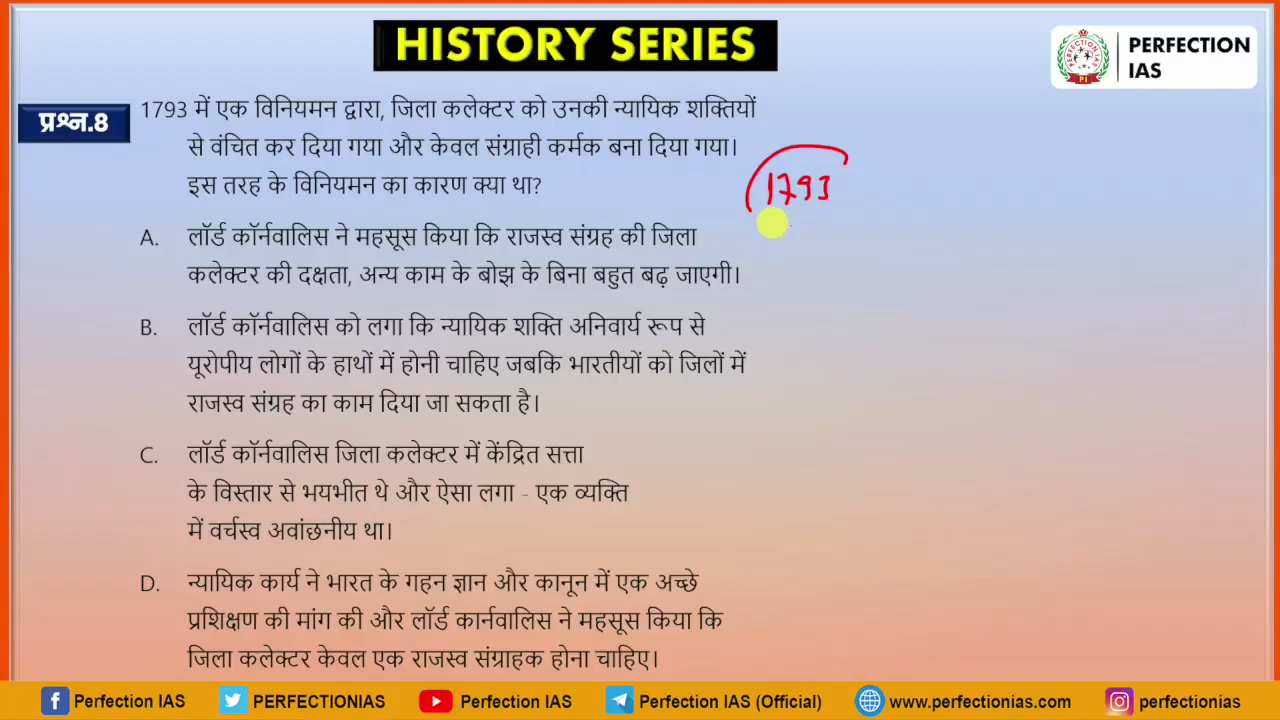 HISTORY SERIES
PERFECTION
IAS
प्रश्न.8
1793 में एक विनियमन द्वारा, जिला कलेक्टर को उनकी न्यायिक शक्तियों
से वंचित कर दिया गया और केवल संग्राही कर्मक बना दिया गया।
इस तरह के विनियमन का कारण क्या था?
1793
A. लॉर्ड कॉर्नवालिस ने महसूस किया कि राजस्व संग्रह की जिला
कलेक्टर की दक्षता, अन्य काम के बोझ के बिना बहुत बढ़ जाएगी।
B. लॉर्ड कॉर्नवालिस को लगा कि न्यायिक शक्ति अनिवार्य रूप से
यूरोपीय लोगों के हाथों में होनी चाहिए जबकि भारतीयों को जिलों में
राजस्व संग्रह का काम दिया जा सकता है।
C. लॉर्ड कॉर्नवालिस जिला कलेक्टर में केंद्रित सत्ता
के विस्तार से भयभीत थे और ऐसा लगा - एक व्यक्ति
में वर्चस्व अवांछनीय था।
D. न्यायिक कार्य ने भारत के गहन ज्ञान और कानून में एक अच्छे
प्रशिक्षण की मांग की और लॉर्ड कार्नवालिस ने महसूस किया कि
जिला कलेक्टर केवल एक राजस्व संग्राहक होना चाहिए।
Perfection IAS PERFECTIONIAS Perfection IAS Perfection IAS (Official) www.perfectionias.com perfectionias